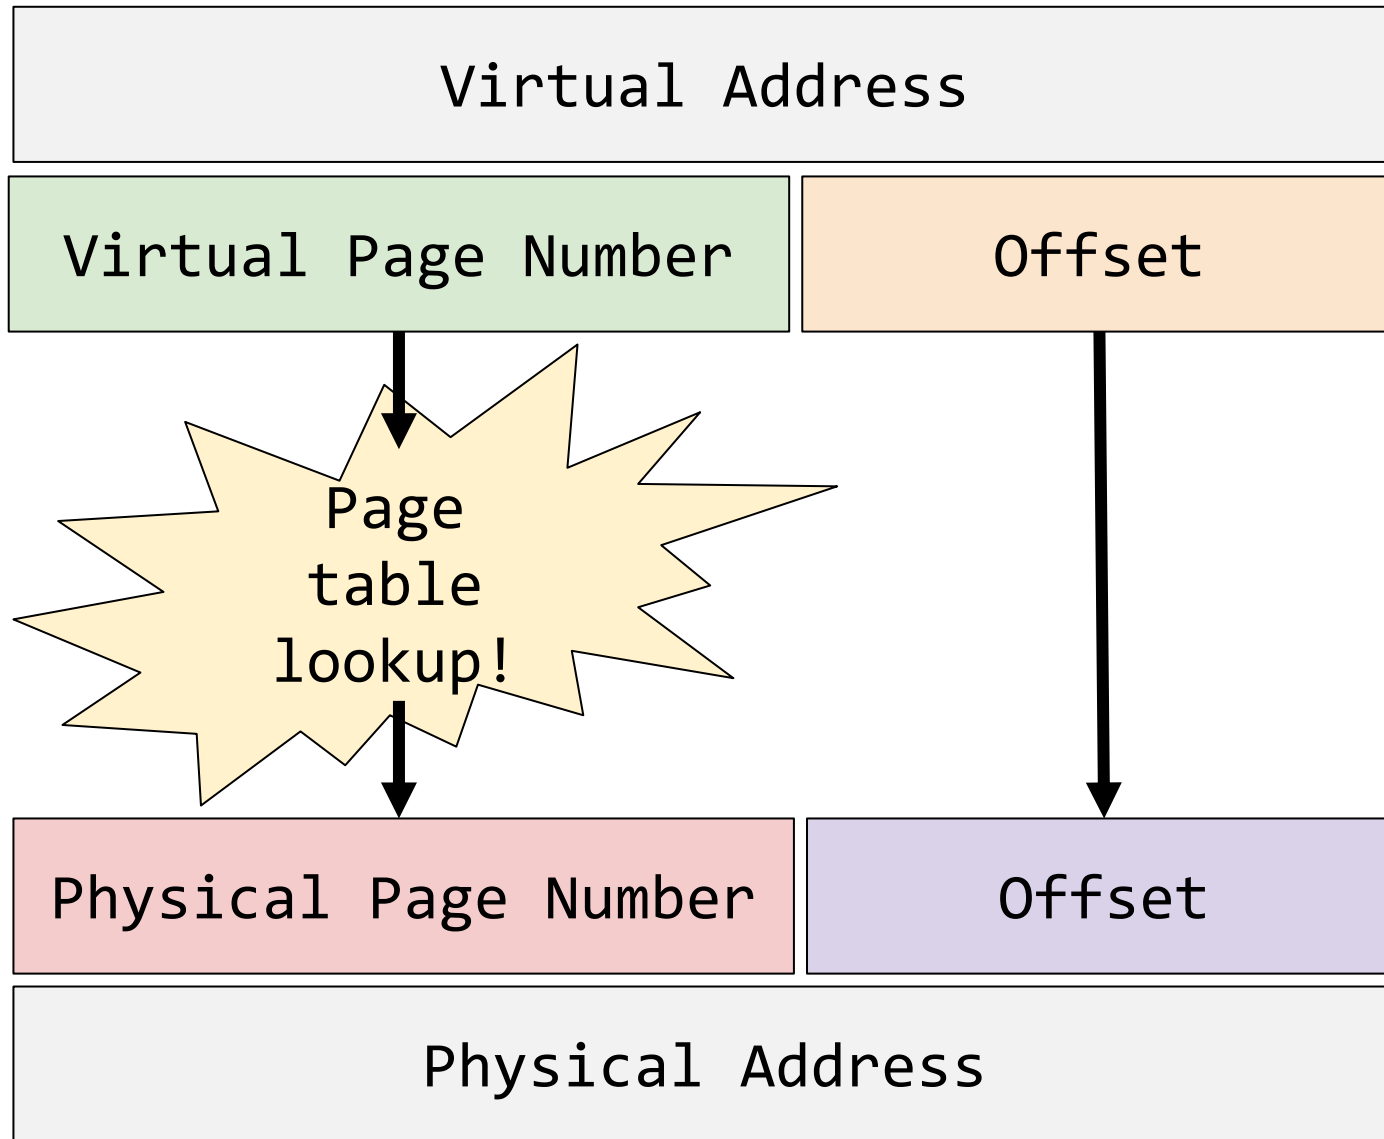 Virtual Address
Virtual Page Number
Offset
Page
table
lookup!
Physical Page Number
Offset
Physical Address